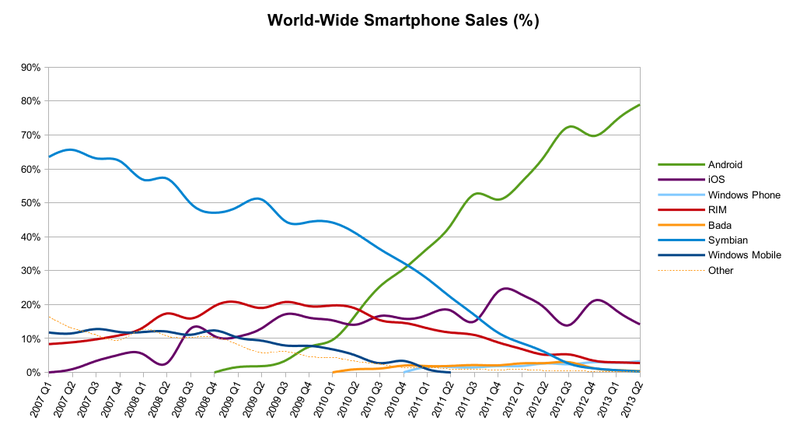 World-Wide Smartphone Sales (%)
90%
80%
70%
60%
50%
40%
30%
20%
10%
0%
2007 Q1
2007 Q2
2007 Q3
2007 Q4
2008 Q1
2008 Q2
2008 Q3
2008 Q4
2009 Q1
2009 Q2
2009 Q3
2009 Q4
2010 Q1
2010 Q2
2010 Q3
2010 Q4
2011 Q1
2011 Q2
2011 Q3
2011 Q4
2012 Q1
2012 Q2
2012 Q3
2012 Q4
2013 Q1
2013 Q2
Android
iOS
Windows Phone
RIM
Bada
Symbian
Windows Mobile
Other